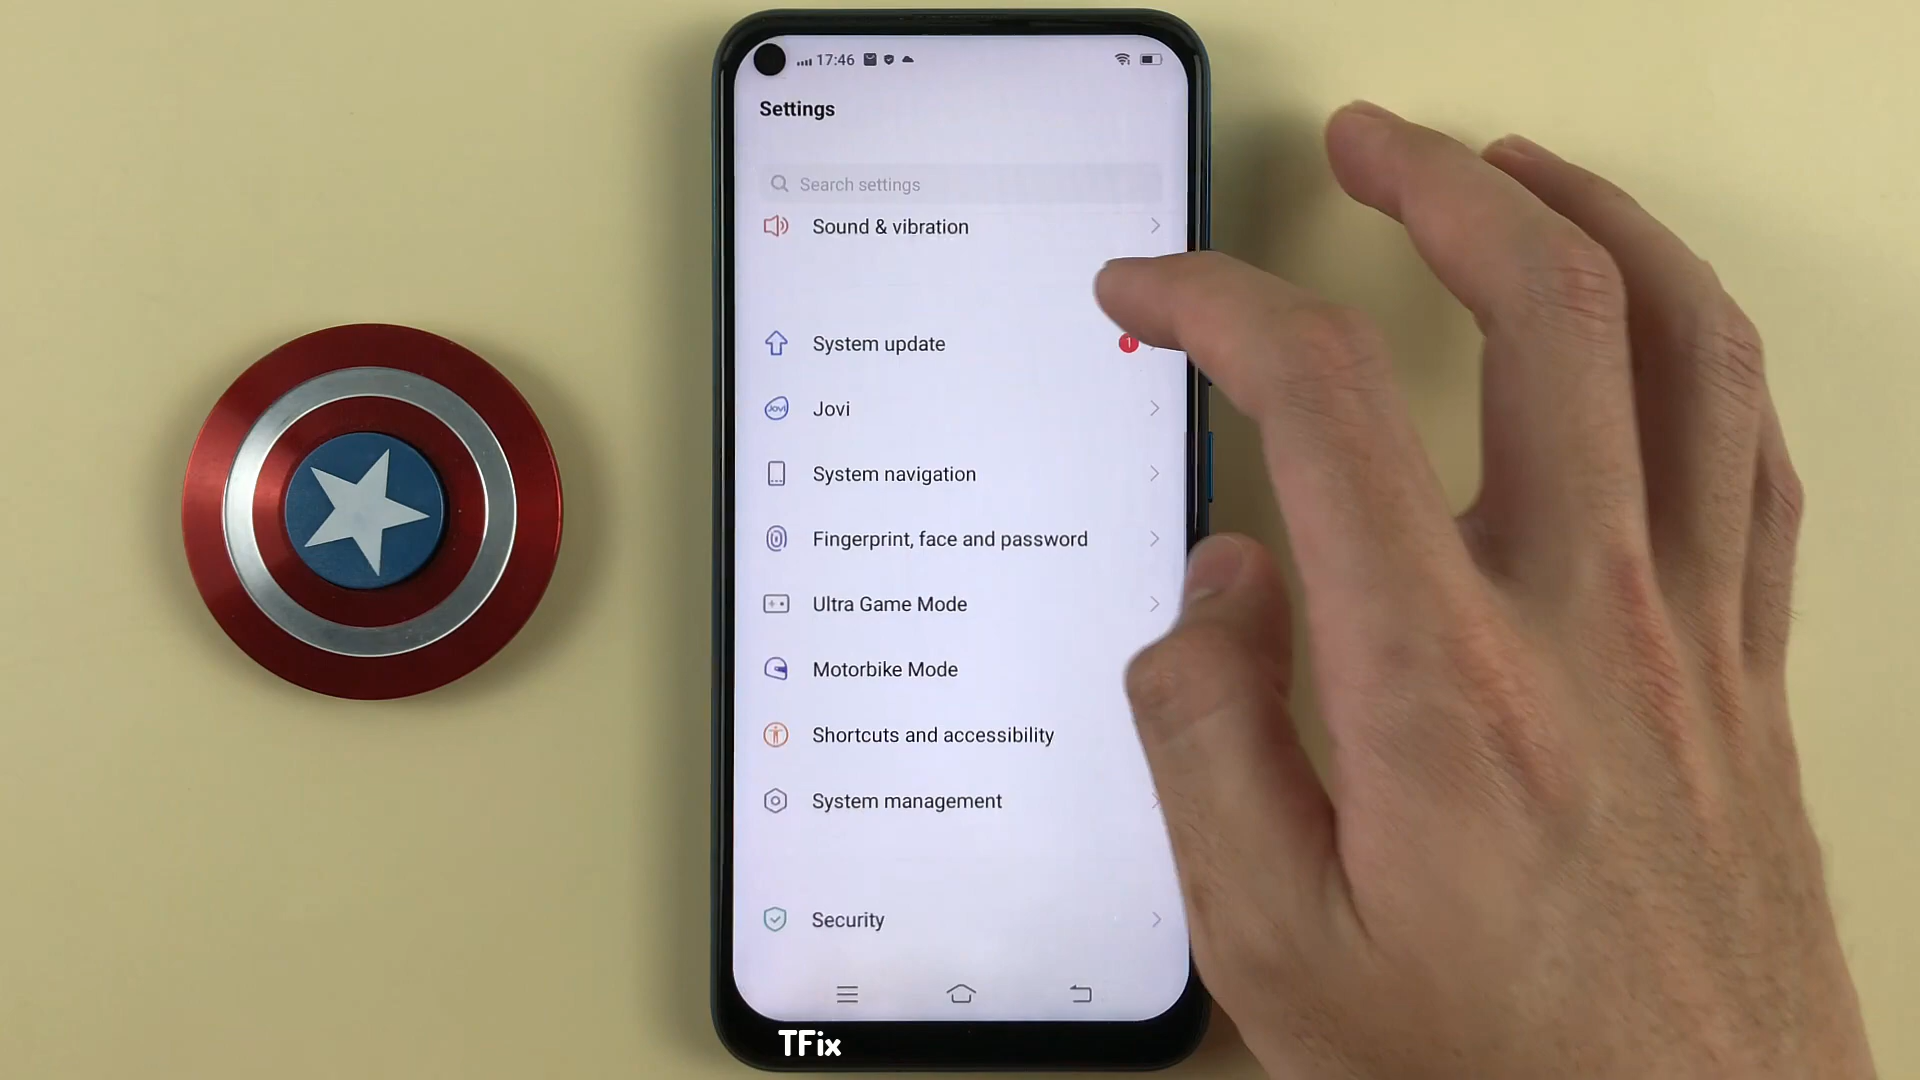 17:46
Settings
Search settings
Sound & vibration
System update
1
Jovi
Jovi
System navigation
Fingerprint, face and password
Ultra Game Mode
Motorbike Mode
Shortcuts and accessibility
System management
Security
TFix